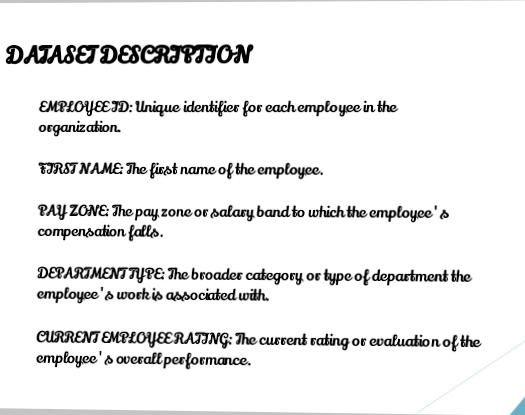 DATASET DESCRIPTION
EMPLOYEE ID: Unique identifier for each employee in the
organization.
FIRST NAME: The first name of the employee.
PAY ZONE: The pay zone or salary band to which the employee's
compensation falls.
DEPARTMENT TYPE: The broader category or type of department the
employee's work is associated with.
CURRENT EMPLOYEE RATING: The current rating or evaluation of the
employee's overall performance.